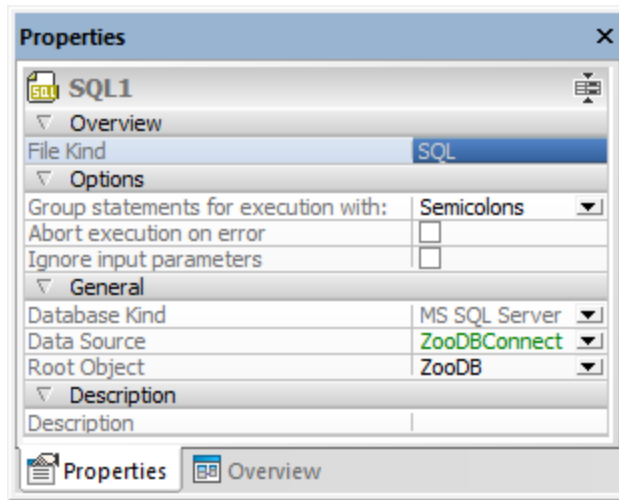 Properties
SQL1
Overview
File Kind SQL
Options
Group statements for execution with: Semicolons
Abort execution on error
Ignore input parameters
General
Database Kind MS SQL Server
Data Source ZooDBConnect
Root Object ZooDB
Description
Description
Properties Overview